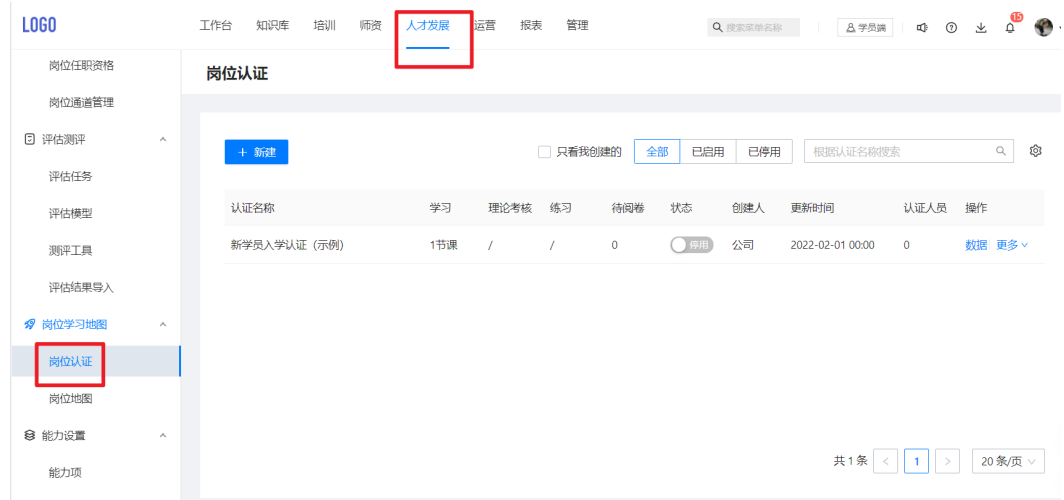 LOGO 工作台 知识库 培训 师资 人才发展 运营 报表 管理 搜索菜单名称 学员端 15
岗位任职资格
岗位认证
岗位通道管理
评估测评
+ 新建 只看我创建的 全部 已启用 已停用 根据认证名称搜索
评估任务
认证名称 学习 理论考核 练习 待阅卷 状态 创建人 更新时间 认证人员 操作
评估模型
新学员入学认证（示例） 1节课 / / 0 停用 公司 2022-02-01 00:00 0 数据 更多
测评工具
评估结果导入
岗位学习地图
岗位认证
岗位地图
能力设置
共 1 条 < 1 > 20 条/页
能力项